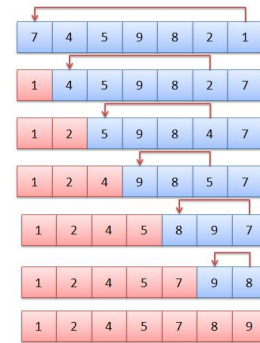 7 4 5 9 8 2 1
1 4 5 9 8 2 7
1 2 5 9 8 4 7
1 2 4 9 8 5 7
1 2 4 5 8 9 7
1 2 4 5 7 9 8
1 2 4 5 7 8 9